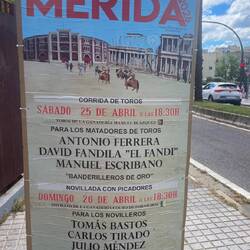 MÉRIDA
CORRIDA DE TOROS
SÁBADO 25 DE ABRIL A LAS 18:30H
PARA LOS MATADORES DE TOROS
ANTONIO FERRERA
DAVID FANDILA "EL FANDI"
MANUEL ESCRIBANO
"BANDERILLEROS DE ORO"
NOVILLADA CON PICADORES
DOMINGO 26 DE ABRIL A LAS 18:30H
PARA LOS NOVILLEROS
TOMÁS BASTOS
CARLOS TIRADO
JULIO MÉNDEZ